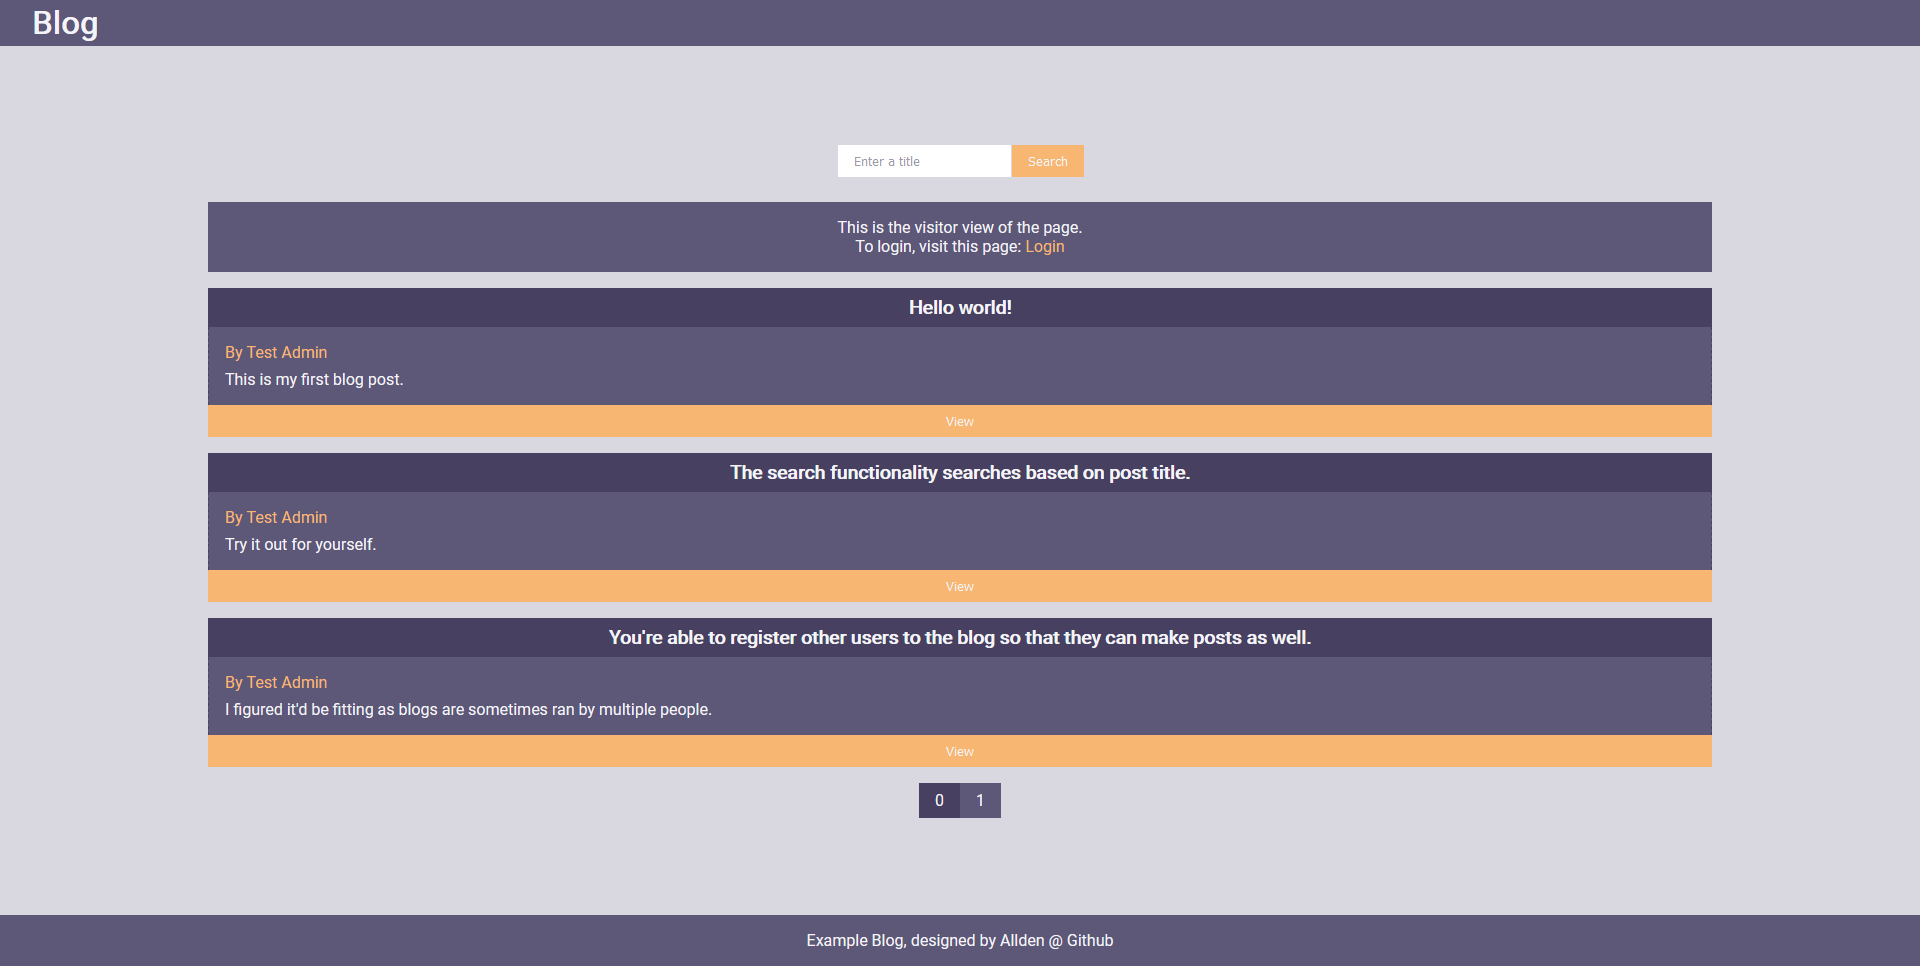 Blog
Enter a title
Search
This is the visitor view of the page.
To login, visit this page: Login
Hello world!
By Test Admin
This is my first blog post.
View
The search functionality searches based on post title.
By Test Admin
Try it out for yourself.
View
You're able to register other users to the blog so that they can make posts as well.
By Test Admin
I figured it'd be fitting as blogs are sometimes ran by multiple people.
View
0 1
Example Blog, designed by Allden @ Github